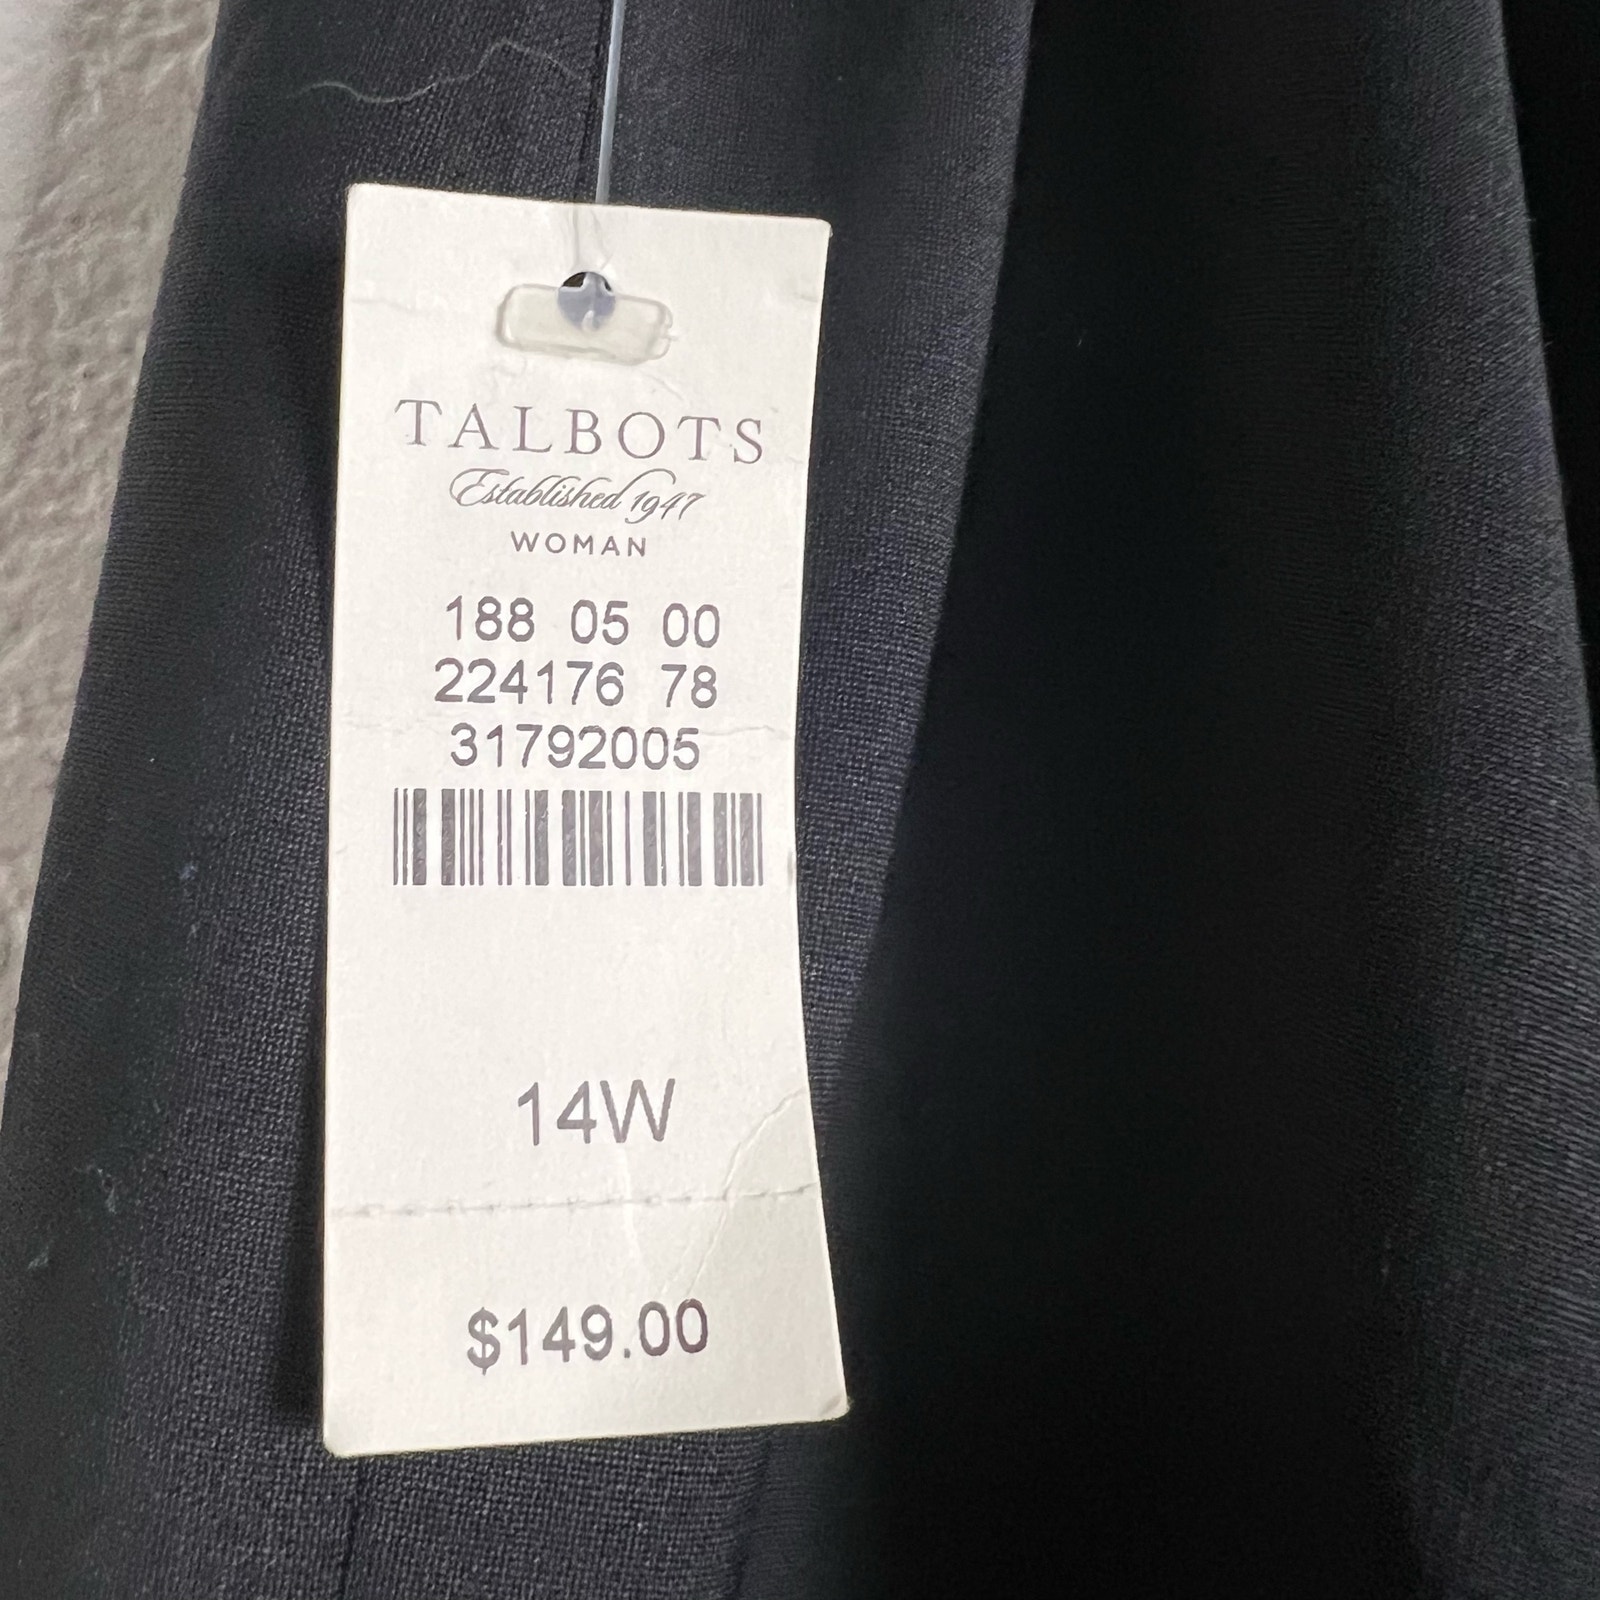 TALBOTS
Established 1947
WOMAN
188 05 00
224176 78
31792005
14W
$149.00